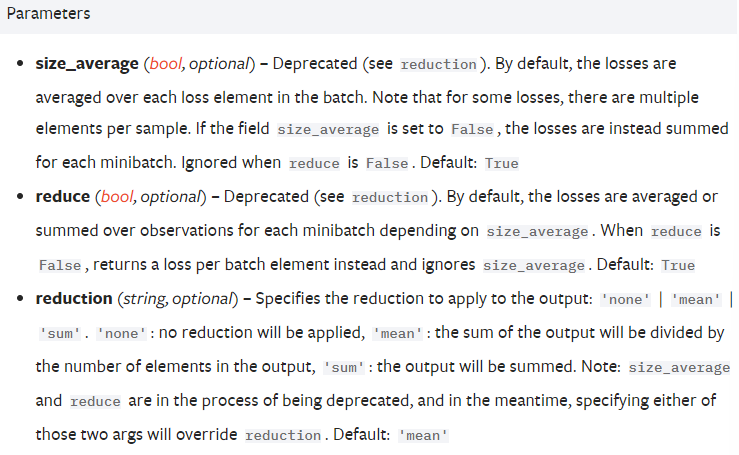 Parameters
• size_average (bool, optional) – Deprecated (see reduction). By default, the losses are
averaged over each loss element in the batch. Note that for some losses, there are multiple
elements per sample. If the field size_average is set to False, the losses are instead summed
for each minibatch. Ignored when reduce is False. Default: True
• reduce (bool, optional) – Deprecated (see reduction). By default, the losses are averaged or
summed over observations for each minibatch depending on size_average. When reduce is
False, returns a loss per batch element instead and ignores size_average. Default: True
• reduction (string, optional) – Specifies the reduction to apply to the output: 'none' | 'mean' |
'sum'. 'none': no reduction will be applied, 'mean': the sum of the output will be divided by
the number of elements in the output, 'sum': the output will be summed. Note: size_average
and reduce are in the process of being deprecated, and in the meantime, specifying either of
those two args will override reduction. Default: 'mean'